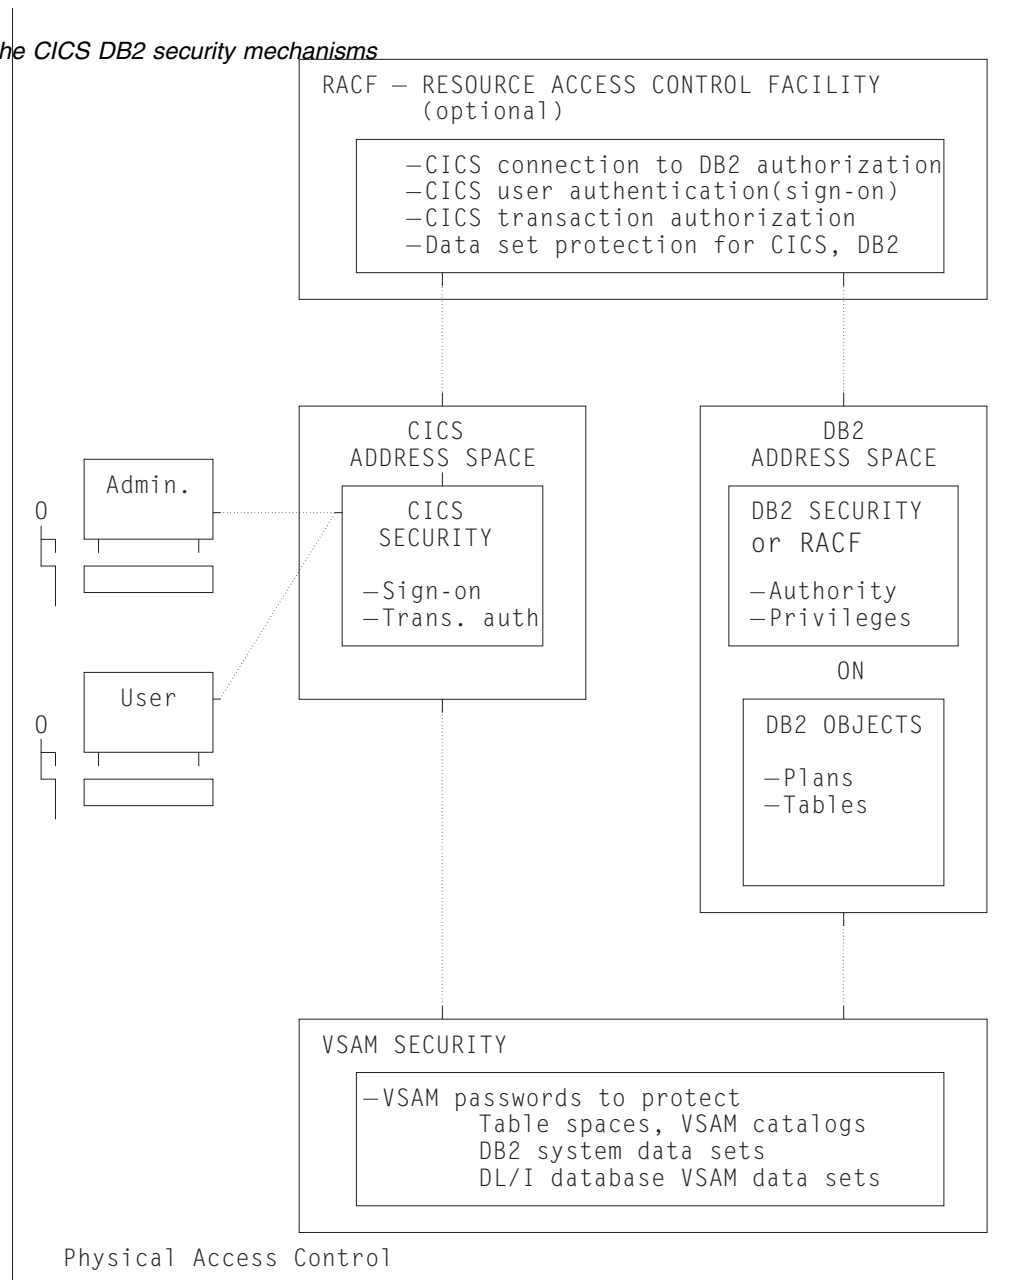 he CICS DB2 security mechanisms
RACF — RESOURCE ACCESS CONTROL FACILITY
(optional)
—CICS connection to DB2 authorization
—CICS user authentication(sign-on)
—CICS transaction authorization
—Data set protection for CICS, DB2
CICS
ADDRESS SPACE
CICS
SECURITY
—Sign-on
—Trans. auth
DB2
ADDRESS SPACE
DB2 SECURITY
or RACF
—Authority
—Privileges
ON
DB2 OBJECTS
—Plans
—Tables
Admin.
User
VSAM SECURITY
—VSAM passwords to protect
Table spaces, VSAM catalogs
DB2 system data sets
DL/I database VSAM data sets
Physical Access Control